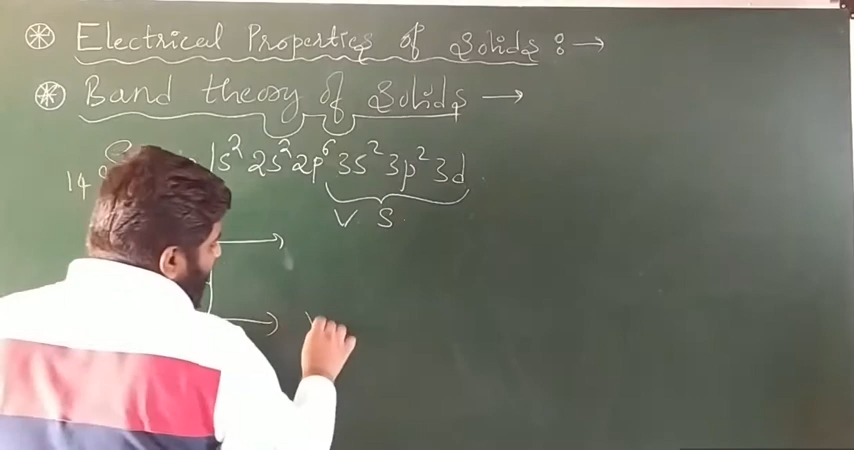 Electrical Properties of Solids :→
Band theory of Solids →
14 S 1s² 2s² 2p⁶ 3s² 3p² 3d
V. S.